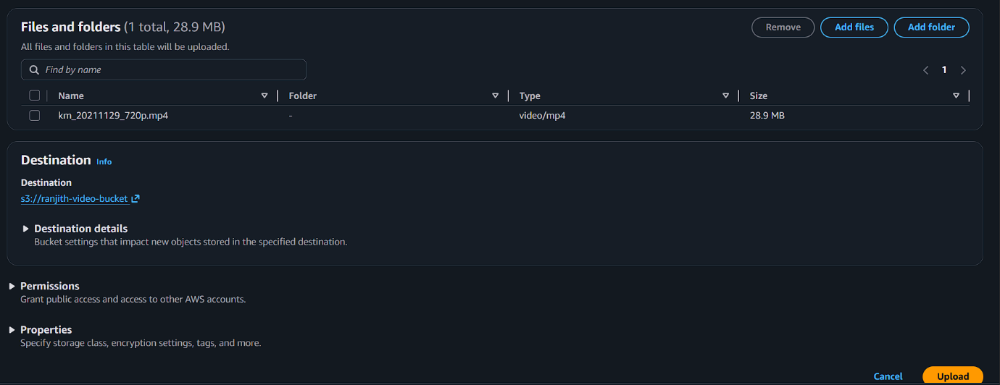 Files and folders (1 total, 28.9 MB)
Remove
Add files
Add folder
All files and folders in this table will be uploaded.
Find by name
1
Name
Folder
Type
Size
km_20211129_720p.mp4
-
video/mp4
28.9 MB
Destination Info
Destination
s3://ranjith-video-bucket
Destination details
Bucket settings that impact new objects stored in the specified destination.
Permissions
Grant public access and access to other AWS accounts.
Properties
Specify storage class, encryption settings, tags, and more.
Cancel
Upload